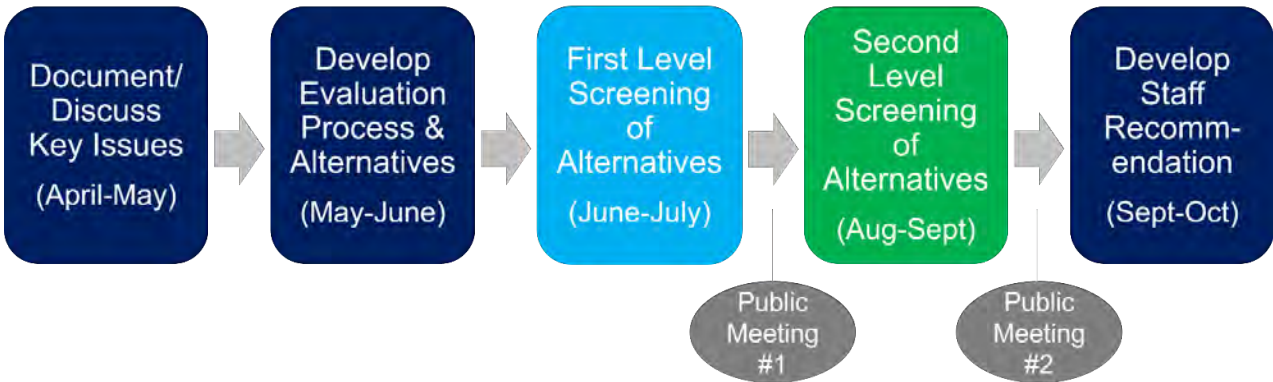 Document/
Discuss
Key Issues
(April-May)
Develop
Evaluation
Process &
Alternatives
(May-June)
First Level
Screening
of
Alternatives
(June-July)
Second
Level
Screening
of
Alternatives
(Aug-Sept)
Develop
Staff
Recomm-
endation
(Sept-Oct)
Public
Meeting
#1
Public
Meeting
#2